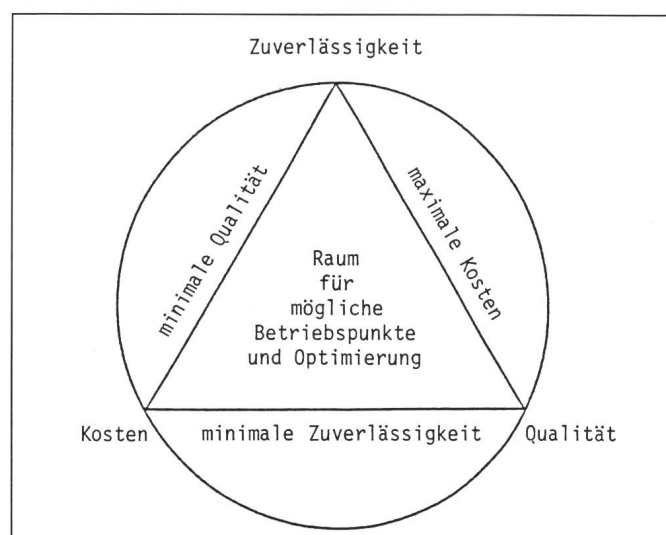 Zuverlässigkeit
minimale Qualität
maximale Kosten
Raum
für
mögliche
Betriebspunkte
und Optimierung
Kosten
minimale Zuverlässigkeit
Qualität